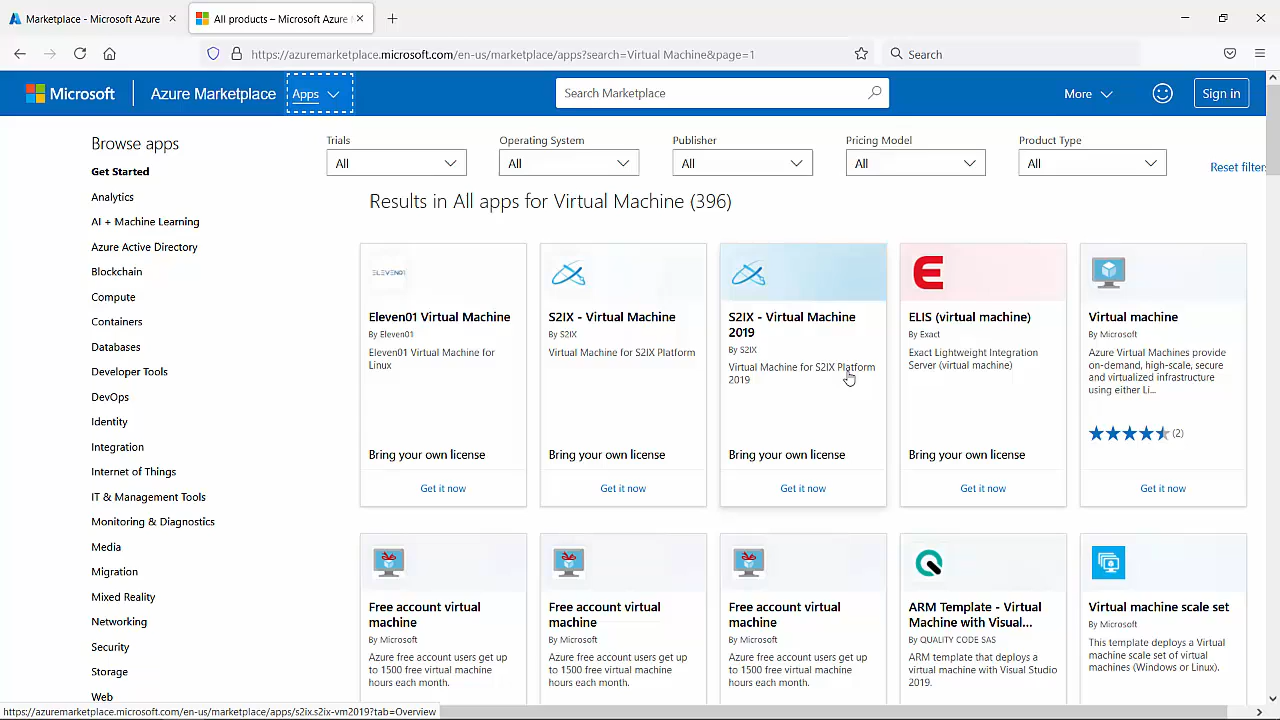 Marketplace - Microsoft Azure
All products – Microsoft Azure
https://azuremarketplace.microsoft.com/en-us/marketplace/apps?search=Virtual Machine&page=1
Search
Microsoft
Azure Marketplace
Apps
Search Marketplace
More
Sign in
Browse apps
Get Started
Analytics
AI + Machine Learning
Azure Active Directory
Blockchain
Compute
Containers
Databases
Developer Tools
DevOps
Identity
Integration
Internet of Things
IT & Management Tools
Monitoring & Diagnostics
Media
Migration
Mixed Reality
Networking
Security
Storage
Web
Trials
All
Operating System
All
Publisher
All
Pricing Model
All
Product Type
All
Reset filters
Results in All apps for Virtual Machine (396)
ELEVEN01
Eleven01 Virtual Machine
By Eleven01
Eleven01 Virtual Machine for
Linux
Bring your own license
Get it now
S2IX - Virtual Machine
By S2IX
Virtual Machine for S2IX Platform
Bring your own license
Get it now
S2IX - Virtual Machine
2019
By S2IX
Virtual Machine for S2IX Platform
2019
Bring your own license
Get it now
ELIS (virtual machine)
By Exact
Exact Lightweight Integration
Server (virtual machine)
Bring your own license
Get it now
Virtual machine
By Microsoft
Azure Virtual Machines provide
on-demand, high-scale, secure
and virtualized infrastructure
using either Li...
(2)
Get it now
Free account virtual
machine
By Microsoft
Azure free account users get up
to 1500 free virtual machine
hours each month.
Free account virtual
machine
By Microsoft
Azure free account users get up
to 1500 free virtual machine
hours each month.
Free account virtual
machine
By Microsoft
Azure free account users get up
to 1500 free virtual machine
hours each month.
ARM Template - Virtual
Machine with Visual...
By QUALITY CODE SAS
ARM template that deploys a
virtual machine with Visual Studio
2019.
Virtual machine scale set
By Microsoft
This template deploys a Virtual
machine scale set of virtual
machines (Windows or Linux).
https://azuremarketplace.microsoft.com/en-us/marketplace/apps/s2ix.s2ix-vm2019?tab=Overview